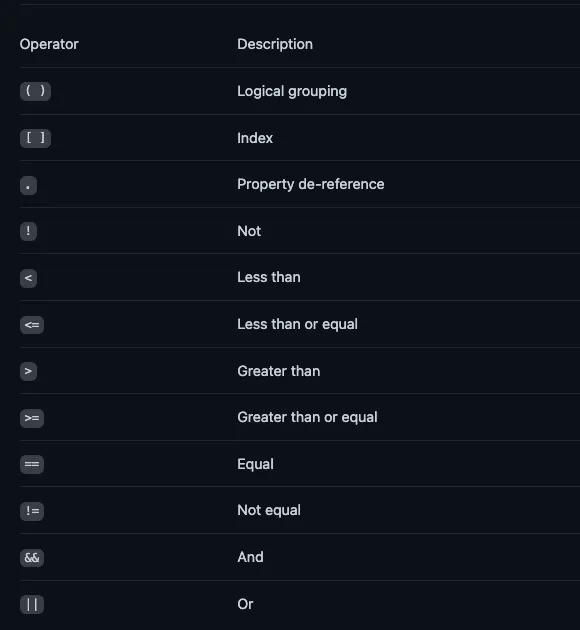 Operator Description
( ) Logical grouping
[ ] Index
. Property de-reference
! Not
< Less than
<= Less than or equal
> Greater than
>= Greater than or equal
== Equal
!= Not equal
&& And
|| Or